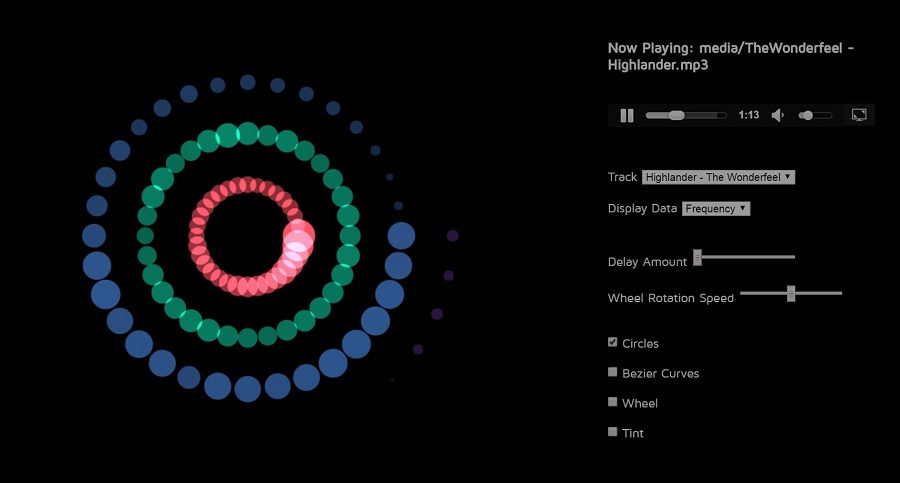 Now Playing: media/TheWonderfeel -
Highlander.mp3
1:13
Track Highlander - The Wonderfeel
Display Data Frequency
Delay Amount
Wheel Rotation Speed
Circles
Bezier Curves
Wheel
Tint